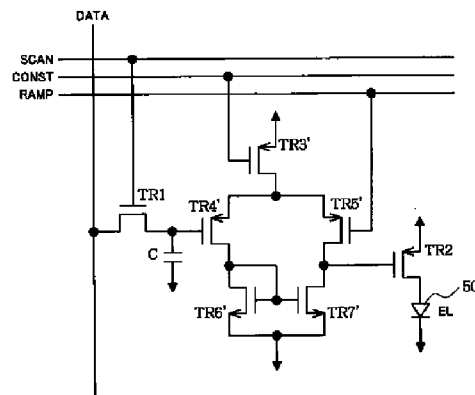 DATA
SCAN
CONST
RAMP
TR3'
TR1
TR4'
TR5'
TR2
C
50
TR6'
TR7'
EL